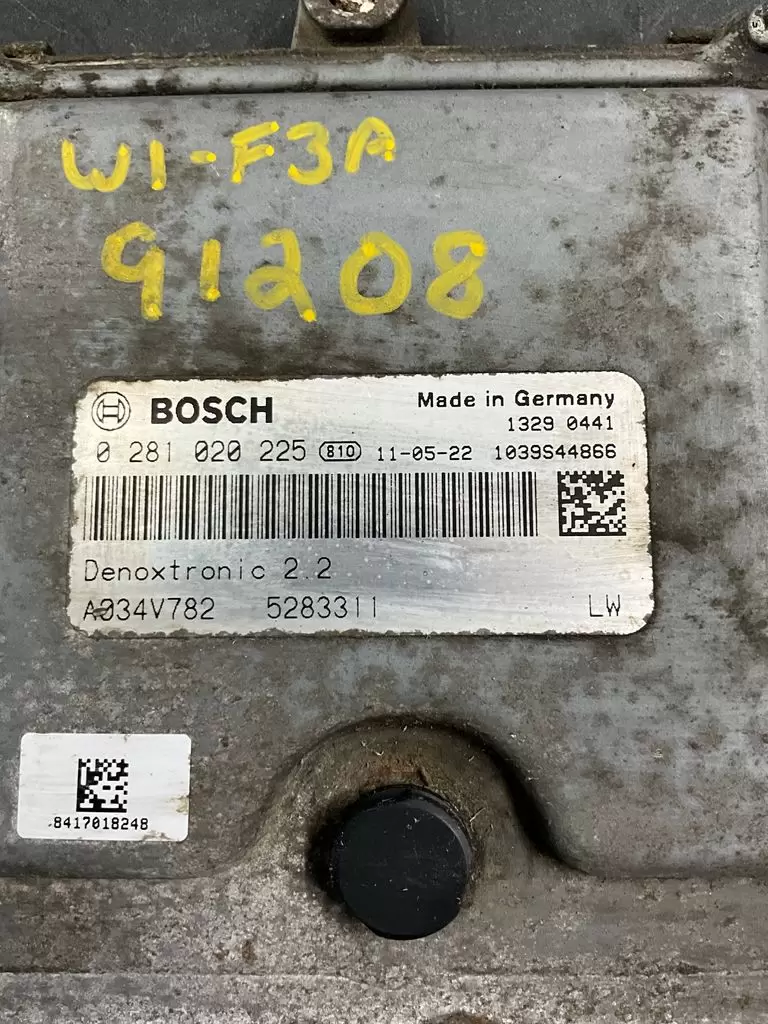 W1-F3A
91208
BOSCH Made in Germany
1329 0441
0 281 020 225 810 11-05-22 1039S44866
Denoxtronic 2.2
A034V782 5283311 LW
8417018248